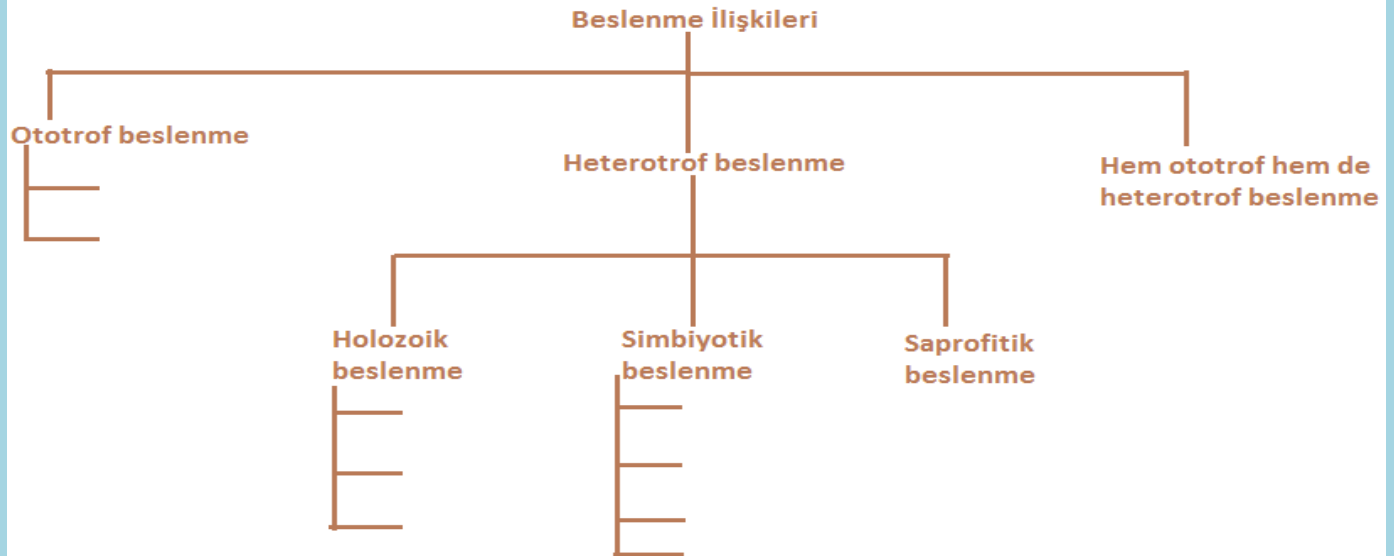 Beslenme İlişkileri
Ototrof beslenme
Heterotrof beslenme
Hem ototrof hem de
heterotrof beslenme
Holozoik
beslenme
Simbiyotik
beslenme
Saprofitik
beslenme